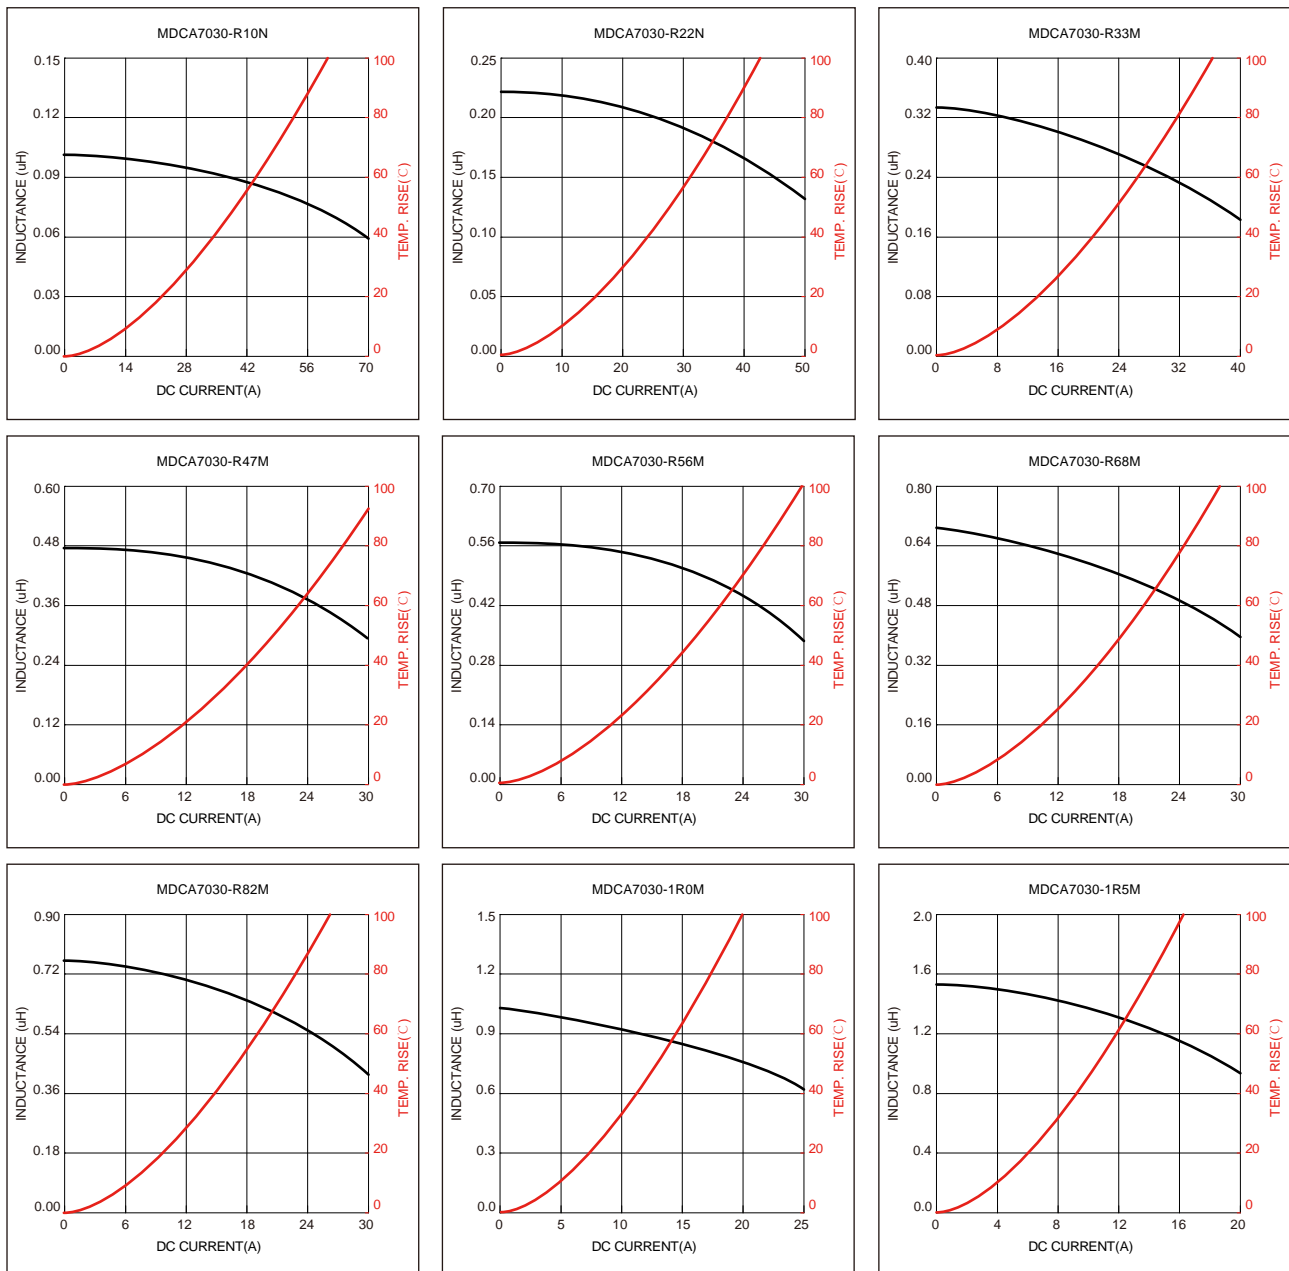 MDCA7030-R10N
0.15
0.12
0.09
0.06
0.03
0.00
INDUCTANCE (uH)
100
80
60
40
20
0
TEMP. RISE(℃)
0 14 28 42 56 70
DC CURRENT(A)
MDCA7030-R22N
0.25
0.20
0.15
0.10
0.05
0.00
INDUCTANCE (uH)
100
80
60
40
20
0
TEMP. RISE(℃)
0 10 20 30 40 50
DC CURRENT(A)
MDCA7030-R33M
0.40
0.32
0.24
0.16
0.08
0.00
INDUCTANCE (uH)
100
80
60
40
20
0
TEMP. RISE(℃)
0 8 16 24 32 40
DC CURRENT(A)
MDCA7030-R47M
0.60
0.48
0.36
0.24
0.12
0.00
INDUCTANCE (uH)
100
80
60
40
20
0
TEMP. RISE(℃)
0 6 12 18 24 30
DC CURRENT(A)
MDCA7030-R56M
0.70
0.56
0.42
0.28
0.14
0.00
INDUCTANCE (uH)
100
80
60
40
20
0
TEMP. RISE(℃)
0 6 12 18 24 30
DC CURRENT(A)
MDCA7030-R68M
0.80
0.64
0.48
0.32
0.16
0.00
INDUCTANCE (uH)
100
80
60
40
20
0
TEMP. RISE(℃)
0 6 12 18 24 30
DC CURRENT(A)
MDCA7030-R82M
0.90
0.72
0.54
0.36
0.18
0.00
INDUCTANCE (uH)
100
80
60
40
20
0
TEMP. RISE(℃)
0 6 12 18 24 30
DC CURRENT(A)
MDCA7030-1R0M
1.5
1.2
0.9
0.6
0.3
0.0
INDUCTANCE (uH)
100
80
60
40
20
0
TEMP. RISE(℃)
0 5 10 15 20 25
DC CURRENT(A)
MDCA7030-1R5M
2.0
1.6
1.2
0.8
0.4
0.0
INDUCTANCE (uH)
100
80
60
40
20
0
TEMP. RISE(℃)
0 4 8 12 16 20
DC CURRENT(A)